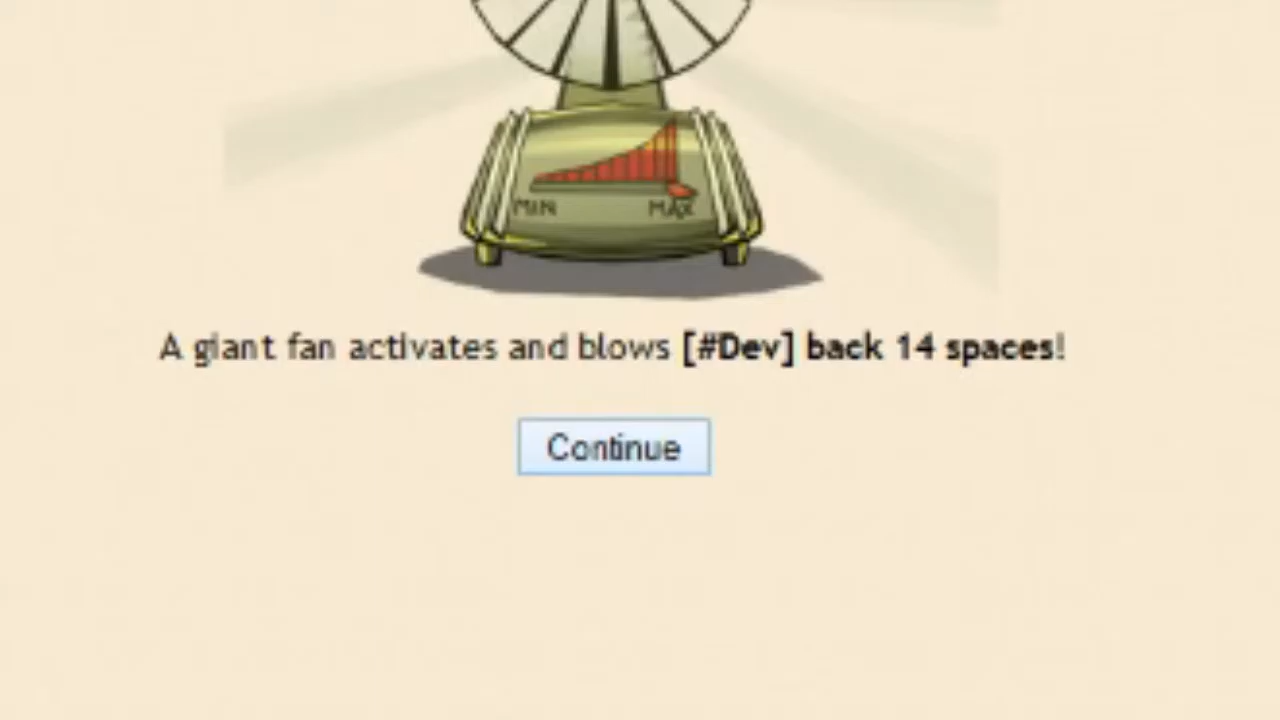 MIN MAX
A giant fan activates and blows [#Dev] back 14 spaces!
Continue